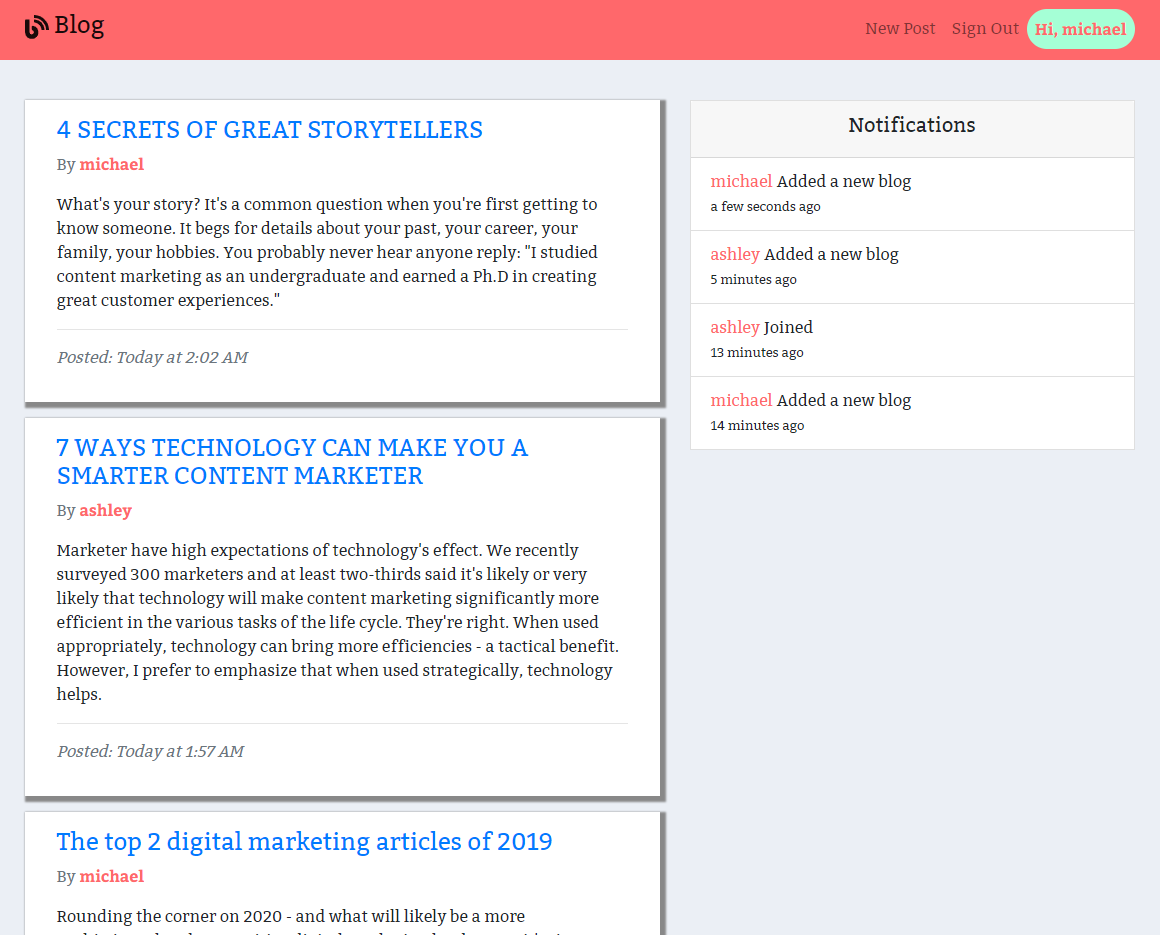 Blog
New Post
Sign Out
Hi, michael
4 SECRETS OF GREAT STORYTELLERS
By michael
What's your story? It's a common question when you're first getting to
know someone. It begs for details about your past, your career, your
family, your hobbies. You probably never hear anyone reply: "I studied
content marketing as an undergraduate and earned a Ph.D in creating
great customer experiences."
Posted: Today at 2:02 AM
7 WAYS TECHNOLOGY CAN MAKE YOU A
SMARTER CONTENT MARKETER
By ashley
Marketer have high expectations of technology's effect. We recently
surveyed 300 marketers and at least two-thirds said it's likely or very
likely that technology will make content marketing significantly more
efficient in the various tasks of the life cycle. They're right. When used
appropriately, technology can bring more efficiencies - a tactical benefit.
However, I prefer to emphasize that when used strategically, technology
helps.
Posted: Today at 1:57 AM
The top 2 digital marketing articles of 2019
By michael
Rounding the corner on 2020 - and what will likely be a more
Notifications
michael Added a new blog
a few seconds ago
ashley Added a new blog
5 minutes ago
ashley Joined
13 minutes ago
michael Added a new blog
14 minutes ago